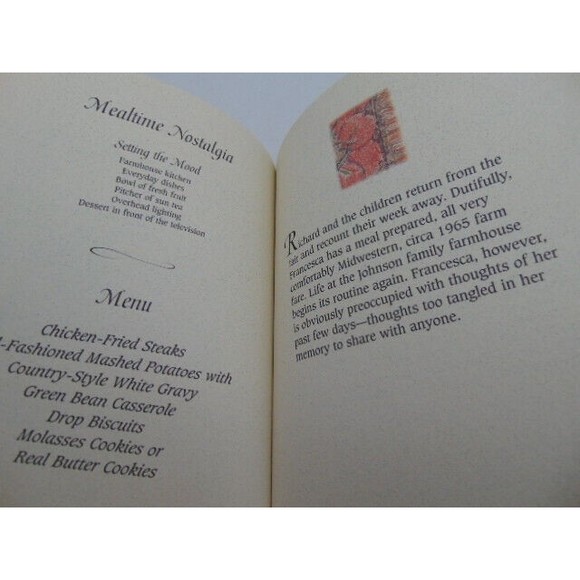 Mealtime Nostalgia
Setting the Mood
Farmhouse kitchen
Everyday dishes
Bowl of fresh fruit
Pitcher of sun tea
Overhead lighting
Dessert in front of the television
Menu
Chicken-Fried Steaks
-Fashioned Mashed Potatoes with
Country-Style White Gravy
Green Bean Casserole
Drop Biscuits
Molasses Cookies or
Real Butter Cookies
Richard and the children return from the
fair and recount their week away. Dutifully,
Francesca has a meal prepared, all very
comfortably Midwestern, circa 1965 farm
fare. Life at the Johnson family farmhouse
begins its routine again. Francesca, however,
is obviously preoccupied with thoughts of her
past few days—thoughts too tangled in her
memory to share with anyone.